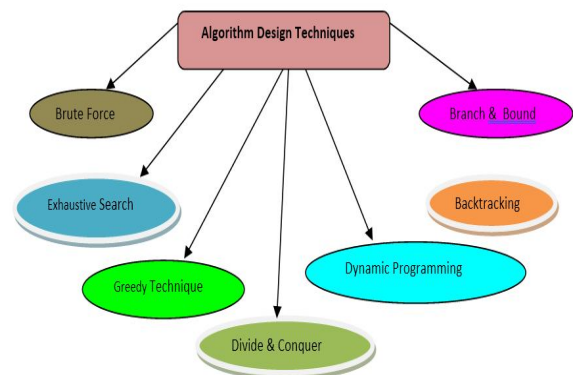 Algorithm Design Techniques
Brute Force
Branch & Bound
Exhaustive Search
Backtracking
Greedy Technique
Dynamic Programming
Divide & Conquer